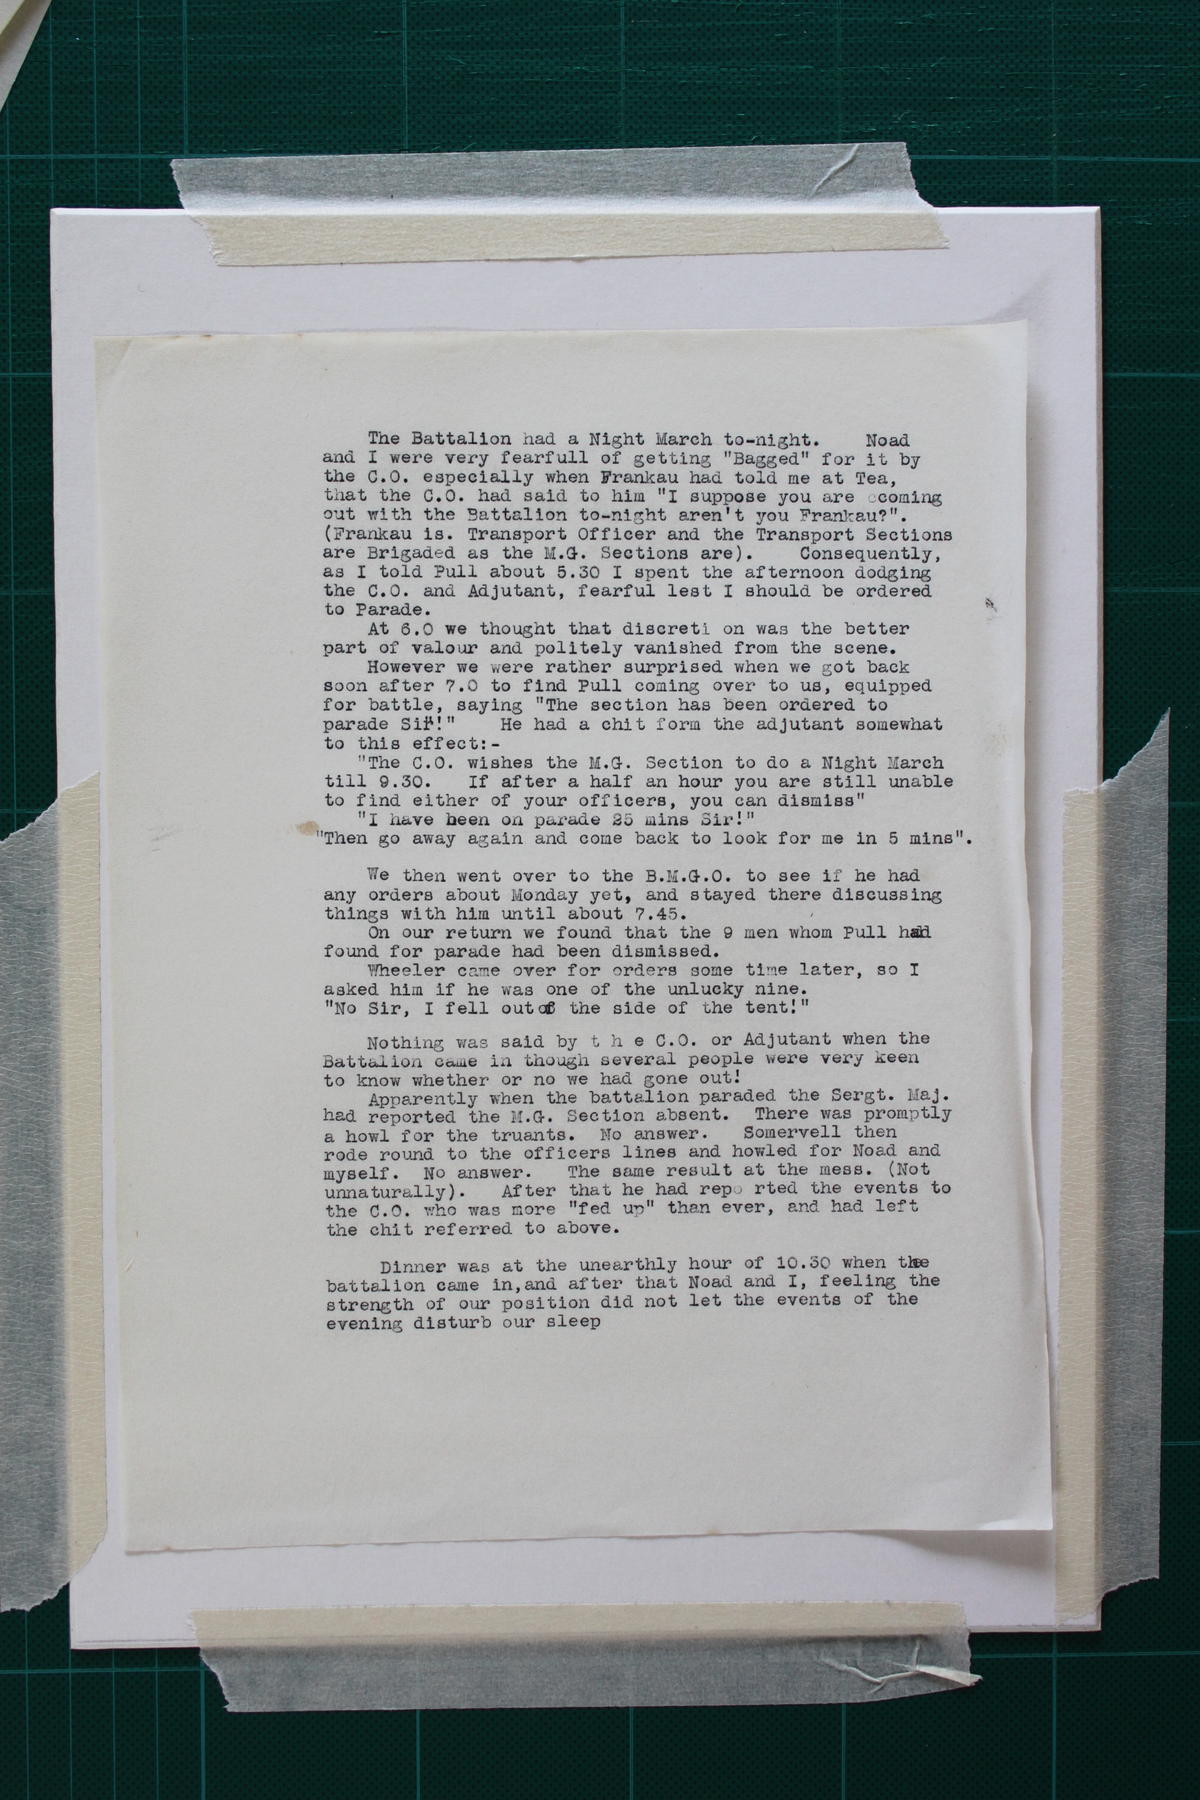 The Battalion had a Night March to-night.    Noad
and I were very fearfull of getting "Bagged" for it by
the C.O. especially when Frankau had told me at Tea,
that the C.O. had said to him "I suppose you are ccoming
out with the Battalion to-night aren't you Frankau?".
(Frankau is. Transport Officer and the Transport Sections
are Brigaded as the M.G. Sections are).    Consequently,
as I told Pull about 5.30 I spent the afternoon dodging
the C.O. and Adjutant, fearful lest I should be ordered
to Parade.
At 6.0 we thought that discreti on was the better
part of valour and politely vanished from the scene.
However we were rather surprised when we got back
soon after 7.0 to find Pull coming over to us, equipped
for battle, saying "The section has been ordered to
parade Sir!"    He had a chit form the adjutant somewhat
to this effect:-
"The C.O. wishes the M.G. Section to do a Night March
till 9.30.   If after a half an hour you are still unable
to find either of your officers, you can dismiss"
"I have been on parade 25 mins Sir!"
"Then go away again and come back to look for me in 5 mins".
We then went over to the B.M.G.O. to see if he had
any orders about Monday yet, and stayed there discussing
things with him until about 7.45.
On our return we found that the 9 men whom Pull had
found for parade had been dismissed.
Wheeler came over for orders some time later, so I
asked him if he was one of the unlucky nine.
"No Sir, I fell out of the side of the tent!"
Nothing was said by t h e C.O. or Adjutant when the
Battalion came in though several people were very keen
to know whether or no we had gone out!
Apparently when the battalion paraded the Sergt. Maj.
had reported the M.G. Section absent.  There was promptly
a howl for the truants.  No answer.   Somervell then
rode round to the officers lines and howled for Noad and
myself.  No answer.   The same result at the mess. (Not
unnaturally).   After that he had repo rted the events to
the C.O. who was more "fed up" than ever, and had left
the chit referred to above.
Dinner was at the unearthly hour of 10.30 when the
battalion came in,and after that Noad and I, feeling the
strength of our position did not let the events of the
evening disturb our sleep